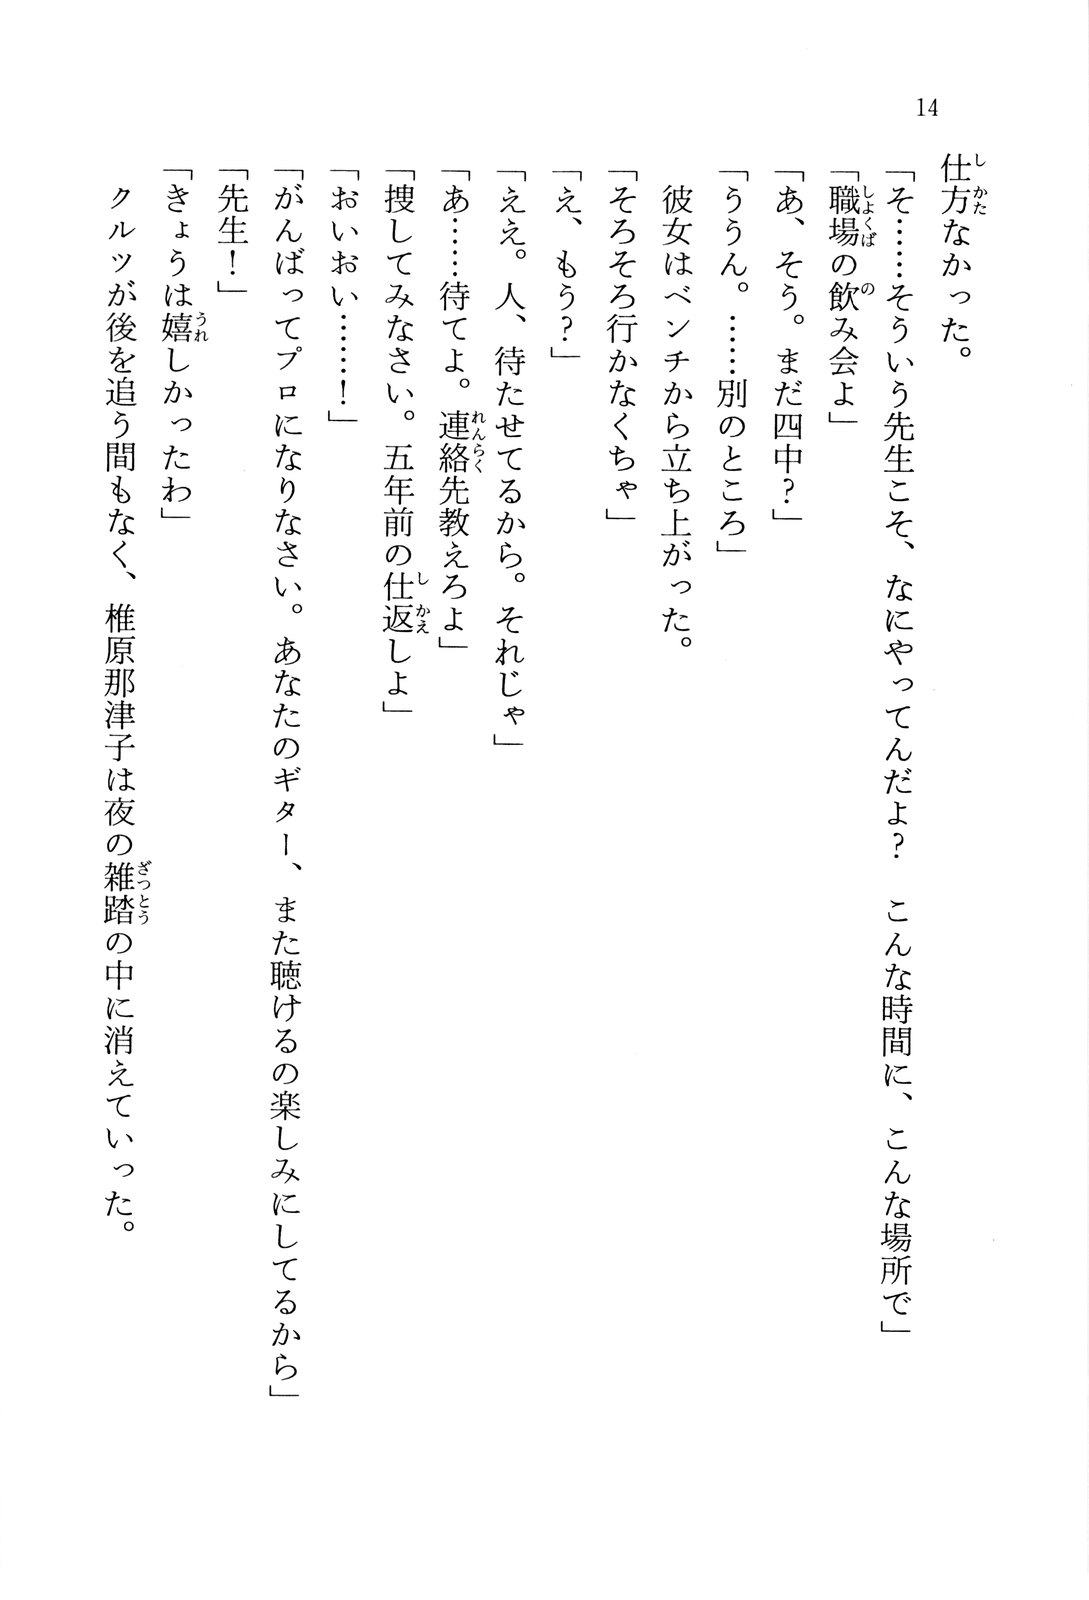 14
仕方なかった。
「そ……そういう先生こそ、なにやってんだよ？　こんな時間に、こんな場所で」
「職場の飲み会よ」
「あ、そう。まだ四中？」
「ううん。……別のところ」
　彼女はベンチから立ち上がった。
「そろそろ行かなくちゃ」
「え、もう？」
「ええ。人、待たせてるから。それじゃ」
「あ……待てよ。連絡先教えろよ」
「捜してみなさい。五年前の仕返しよ」
「おいおい……！」
「がんばってプロになりなさい。あなたのギター、また聴けるの楽しみにしてるから」
「先生！」
「きょうは嬉しかったわ」
　クルツが後を追う間もなく、椎原那津子は夜の雑踏の中に消えていった。